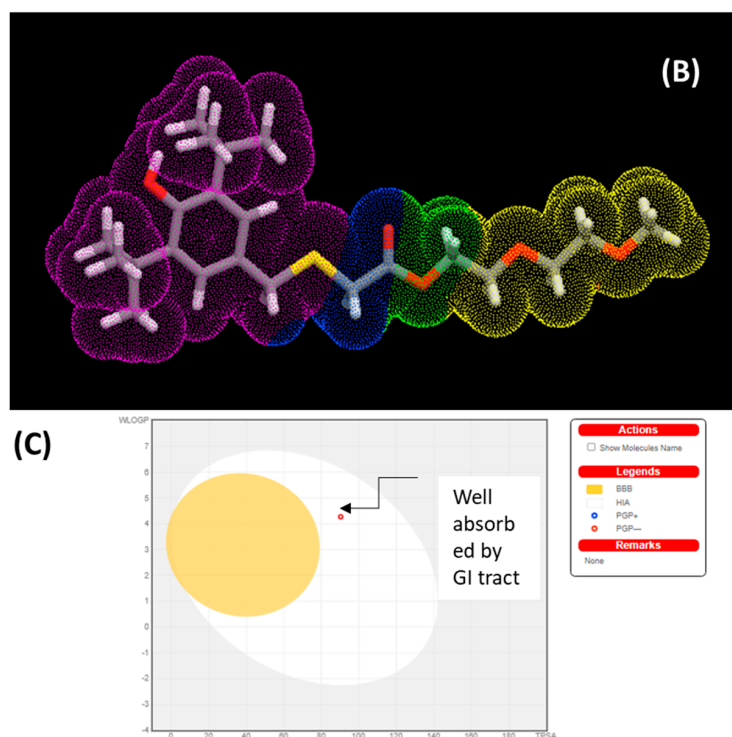 (B)
(C)
WLOGP
7
6
5
4
3
2
1
0
-1
-2
-3
-4
0
20
40
60
80
100
120
140
160
180
TPSA
Well
absorb
ed by
GI tract
Actions
Show Molecules Name
Legends
BBB
HIA
PGP+
PGP—
Remarks
None